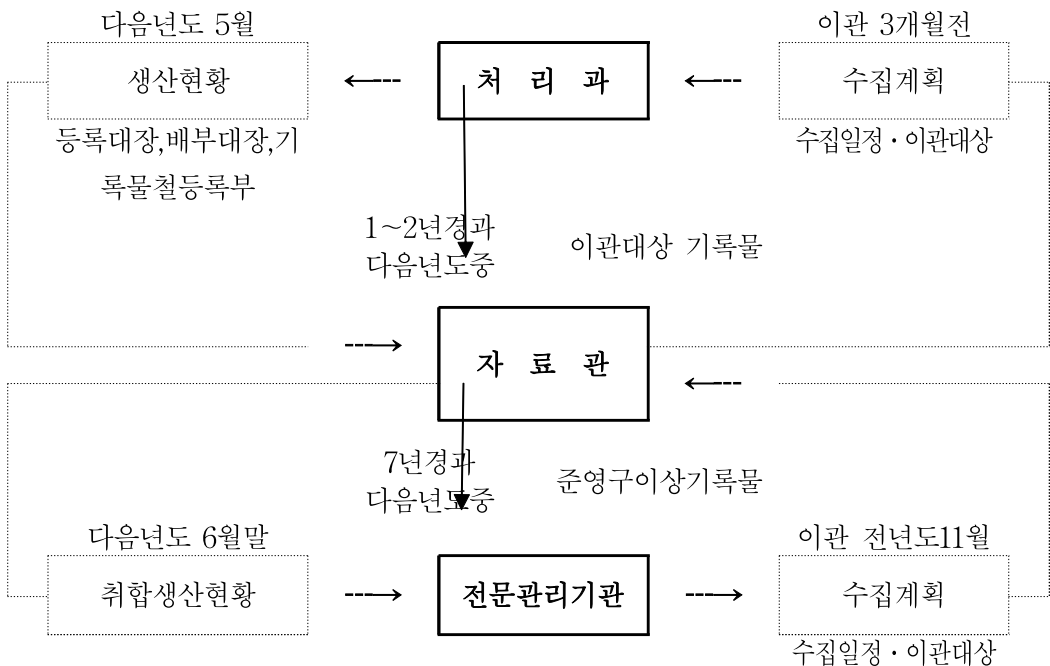 다음년도 5월
이관 3개월전
생산현황
처 리 과
수집계획
등록대장,배부대장,기
록물철등록부
수집일정·이관대상
1~2년경과
다음년도중
이관대상 기록물
자 료 관
7년경과
다음년도중
준영구이상기록물
다음년도 6월말
이관 전년도11월
취합생산현황
전문관리기관
수집계획
수집일정·이관대상